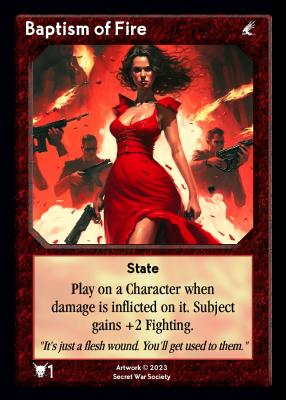 Baptism of Fire
State
Play on a Character when
damage is inflicted on it. Subject
gains +2 Fighting.
"It's just a flesh wound. You'll get used to them."
Artwork © 2023
1
Secret War Society